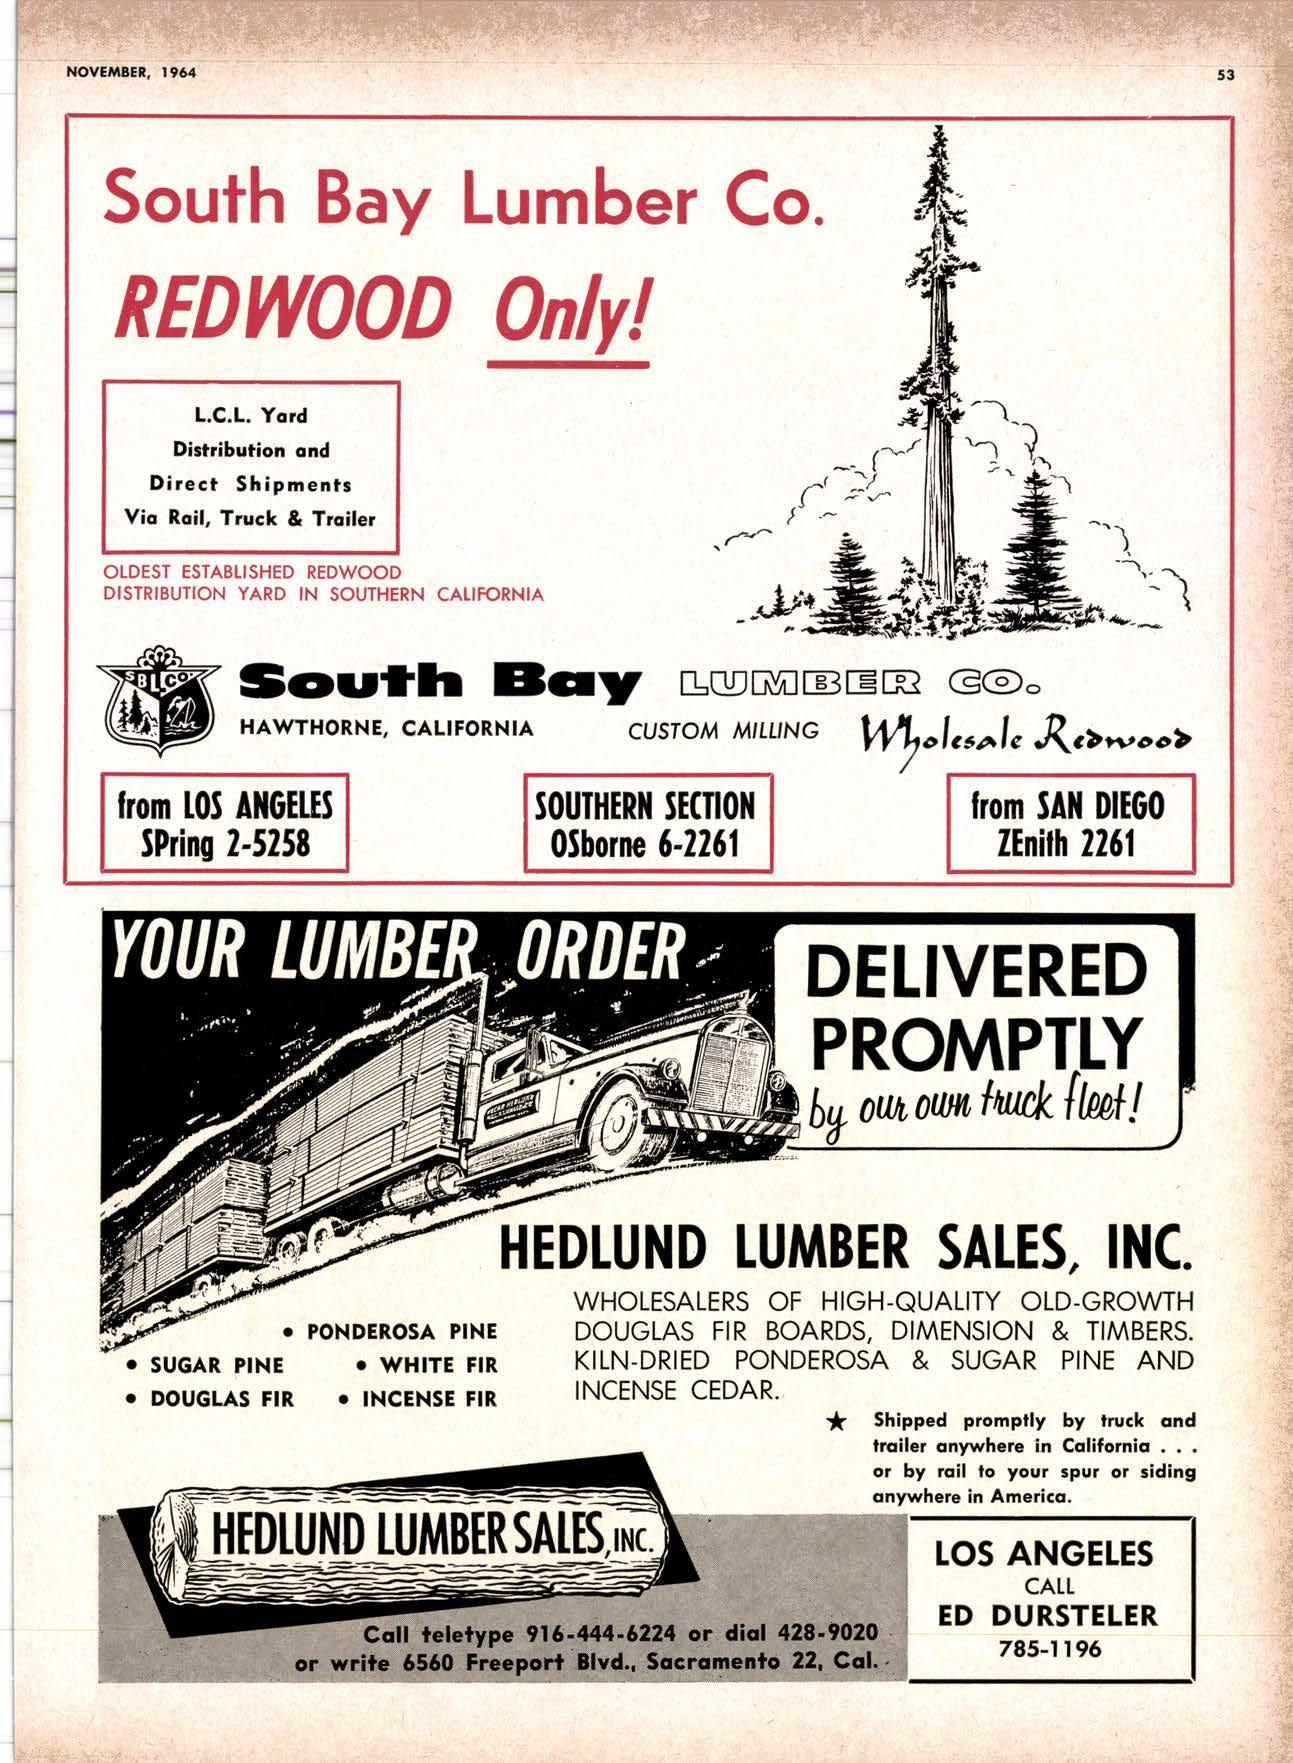 NOVEMBER, 1964
53
South Bay Lumber Co.
REDWOOD Only!
L.C.L. Yard
Distribution and
Direct Shipments
Via Rail, Truck & Trailer
OLDEST ESTABLISHED REDWOOD
DISTRIBUTION YARD IN SOUTHERN CALIFORNIA
SBLCO
South Bay LUMBER CO.
HAWTHORNE, CALIFORNIA CUSTOM MILLING Wholesale Redwood
from LOS ANGELES
SPring 2-5258
SOUTHERN SECTION
OSborne 6-2261
from SAN DIEGO
ZEnith 2261
YOUR LUMBER ORDER
DELIVERED
PROMPTLY
by our own truck fleet!
HEDLUND LUMBER SALES, INC.
WHOLESALERS OF HIGH-QUALITY OLD-GROWTH
DOUGLAS FIR BOARDS, DIMENSION & TIMBERS.
KILN-DRIED PONDEROSA & SUGAR PINE AND
INCENSE CEDAR.
• PONDEROSA PINE
• SUGAR PINE • WHITE FIR
• DOUGLAS FIR • INCENSE FIR
★ Shipped promptly by truck and
trailer anywhere in California . . .
or by rail to your spur or siding
anywhere in America.
HEDLUND LUMBER SALES, INC.
Call teletype 916-444-6224 or dial 428-9020
or write 6560 Freeport Blvd., Sacramento 22, Cal.
LOS ANGELES
CALL
ED DURSTELER
785-1196